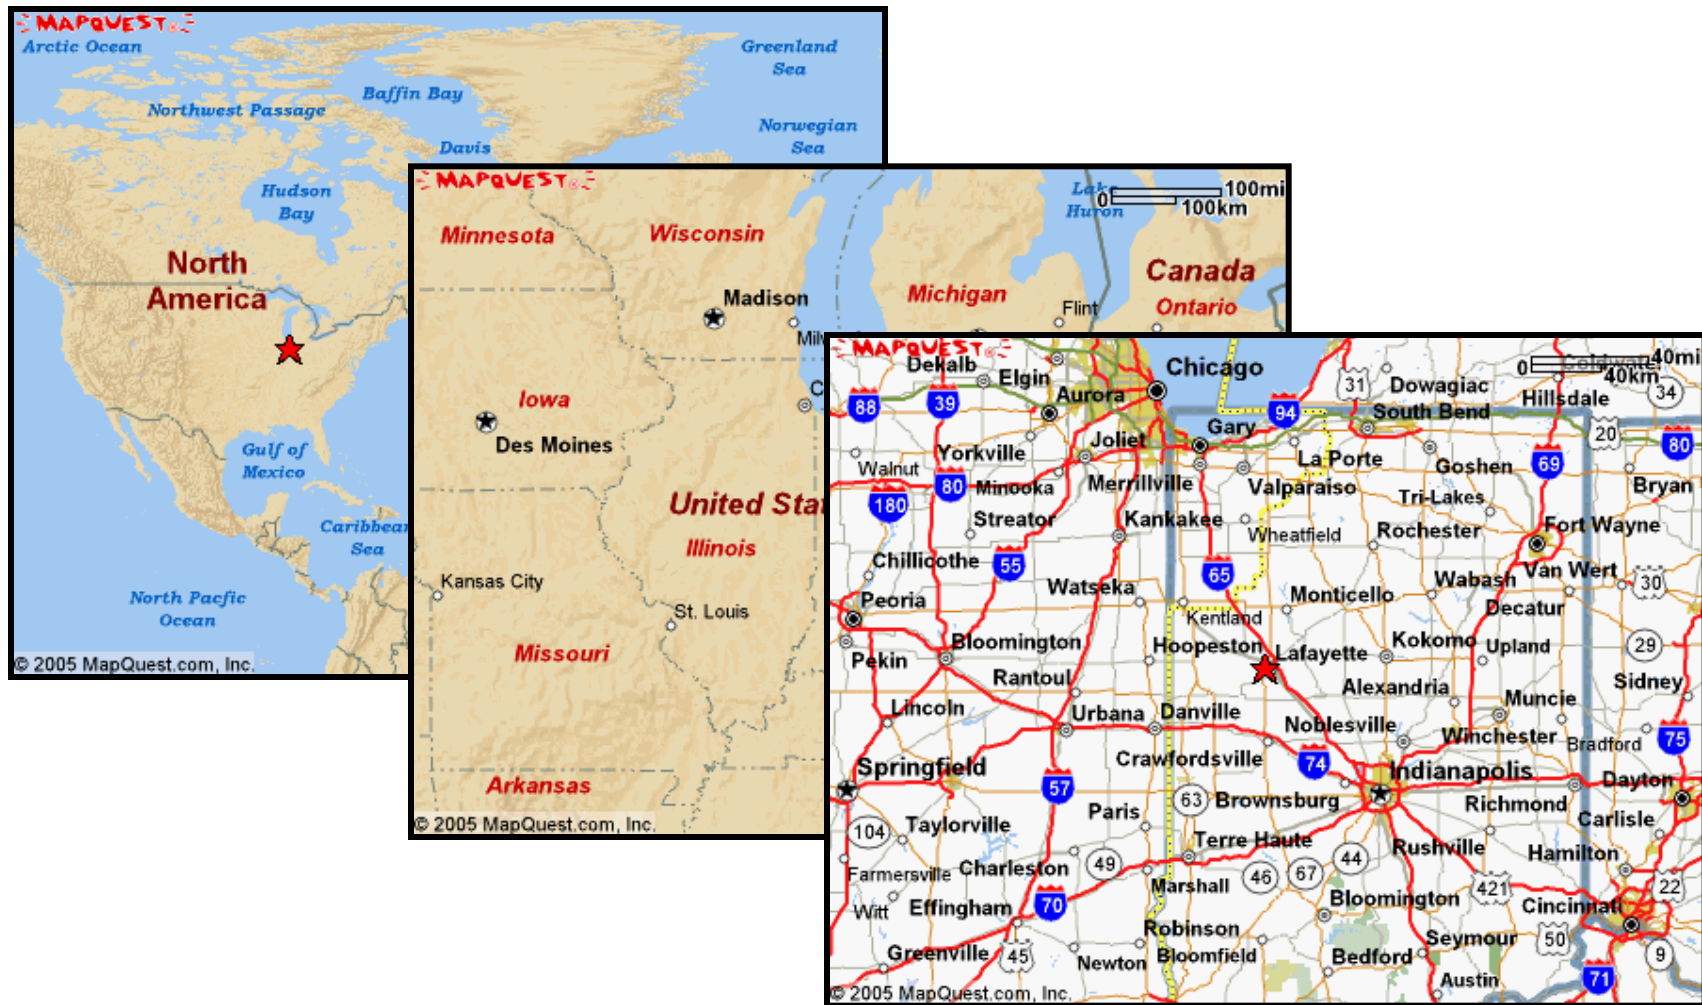 MAPQUEST
Arctic Ocean
Greenland
Sea
Baffin Bay
Northwest Passage
Norwegian
Sea
Davis
Hudson
Bay
North
America
Gulf of
Mexico
Caribbean
Sea
North Pacfic
Ocean
© 2005 MapQuest.com, Inc.
MAPQUEST
Lake
Huron
0
100mi
100km
Minnesota
Wisconsin
Canada
Michigan
Ontario
Madison
Flint
Milw
Iowa
C
Des Moines
United Stat
Illinois
Kansas City
St. Louis
Missouri
Arkansas
© 2005 MapQuest.com, Inc.
MAPQUEST
0
40mi
40km
Coldwater
Dekalb
Chicago
Elgin
Aurora
31
Dowagiac
Hillsdale
34
88
39
94
South Bend
Gary
20
80
Joliet
Yorkville
La Porte
Goshen
69
Walnut
Merrillville
Valparaiso
Bryan
180
80
Minooka
Tri-Lakes
Streator
Kankakee
Wheatfield
Rochester
Fort Wayne
Chillicothe
55
65
Wabash
Van Wert
30
Watseka
Monticello
Decatur
Peoria
Kentland
Bloomington
Hoopeston
Lafayette
Kokomo
Upland
29
Pekin
Rantoul
Alexandria
Muncie
Sidney
Lincoln
Urbana
Danville
Noblesville
Winchester
Bradford
75
Crawfordsville
74
Springfield
57
Indianapolis
Dayton
63
Brownsburg
Richmond
Paris
Carlisle
104
Taylorville
Terre Haute
Rushville
Hamilton
Farmersville
Charleston
49
46
67
44
Marshall
421
22
Witt
Effingham
70
Bloomington
Cincinnati
Robinson
Seymour
50
9
Greenville
45
Newton
Bloomfield
Bedford
Austin
71
© 2005 MapQuest.com, Inc.